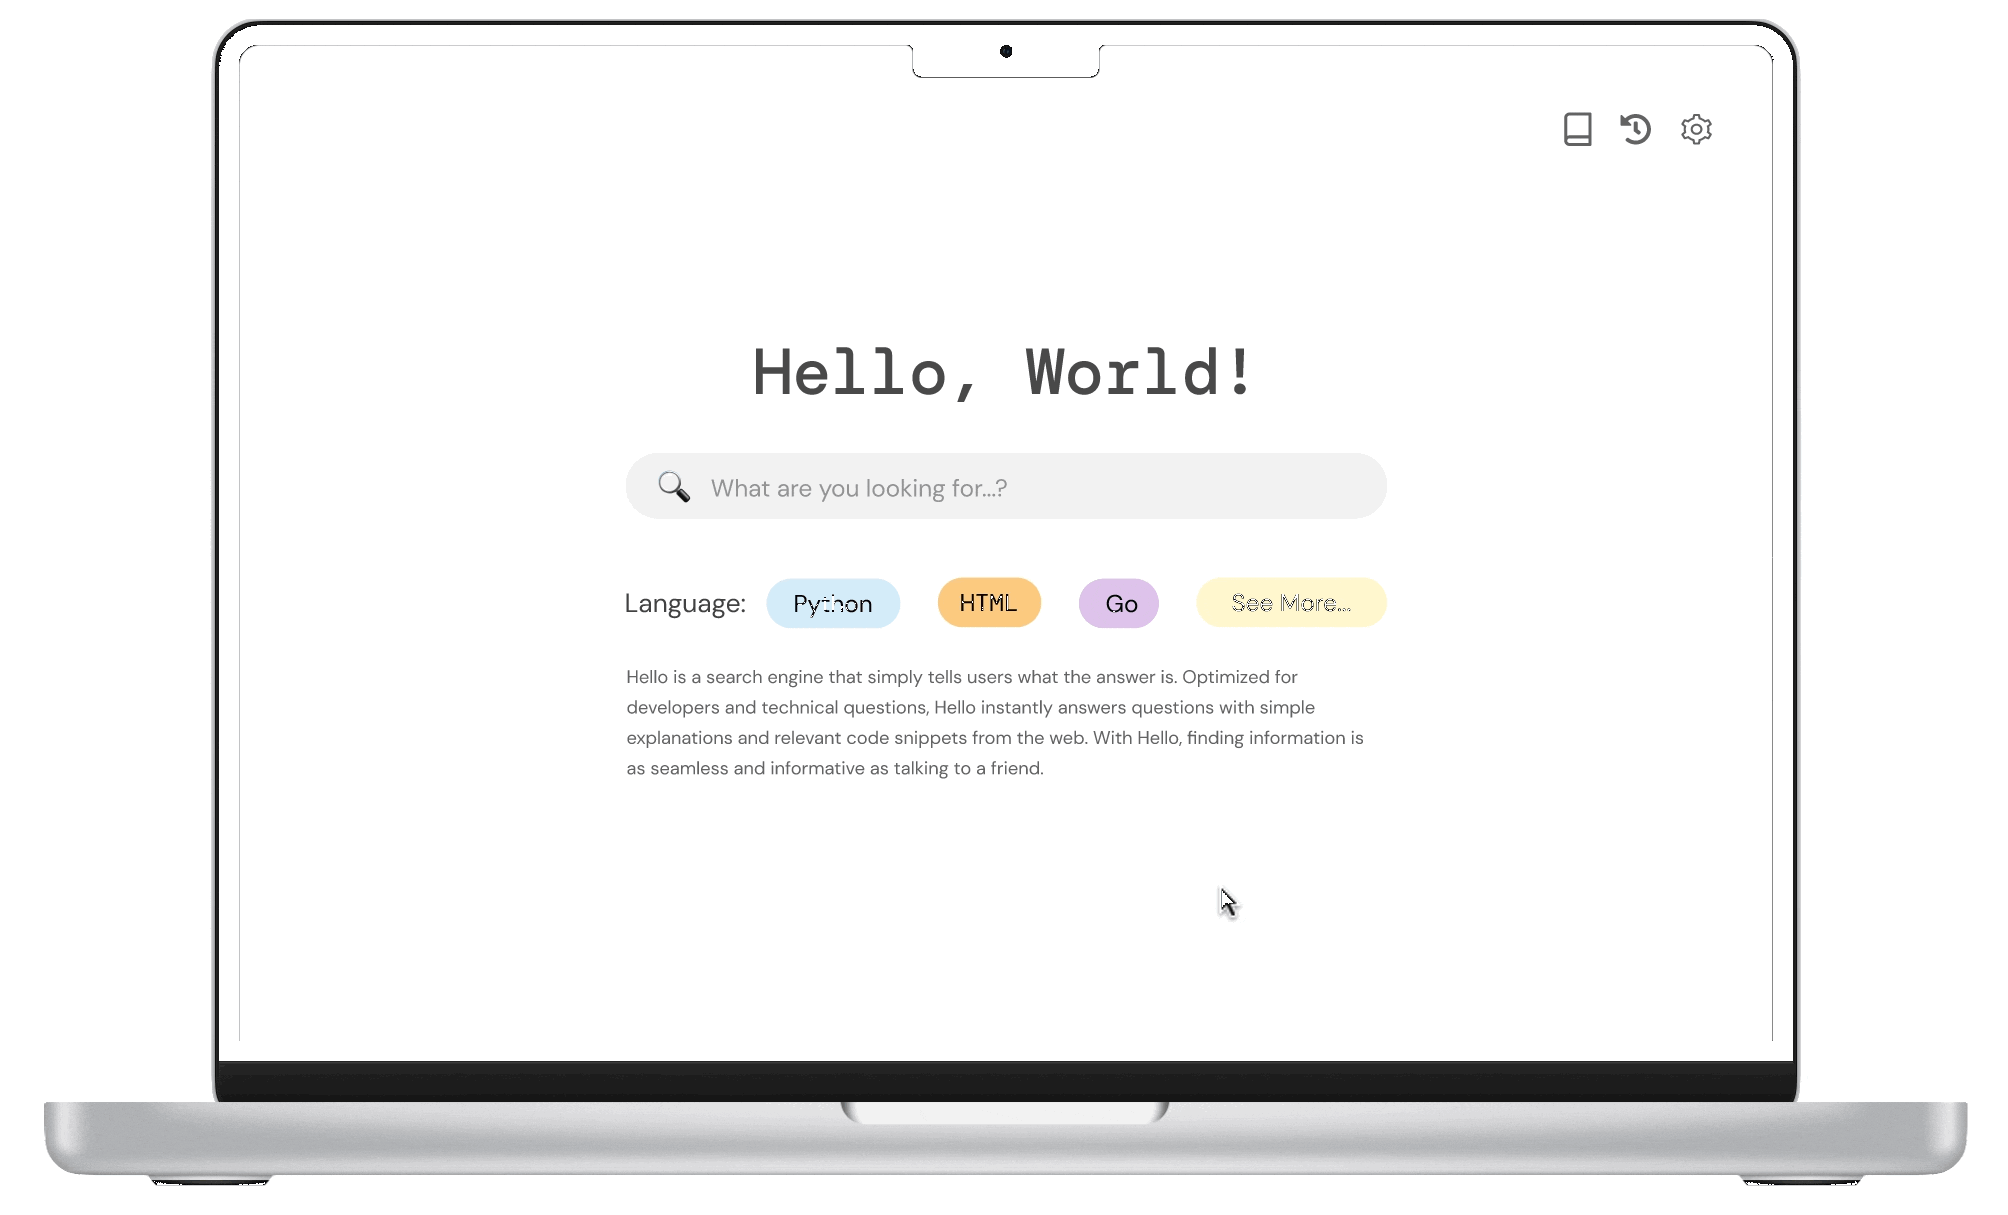 Hello, World!
What are you looking for...?
Language: Python HTML Go See More...
Hello is a search engine that simply tells users what the answer is. Optimized for
developers and technical questions, Hello instantly answers questions with simple
explanations and relevant code snippets from the web. With Hello, finding information is
as seamless and informative as talking to a friend.